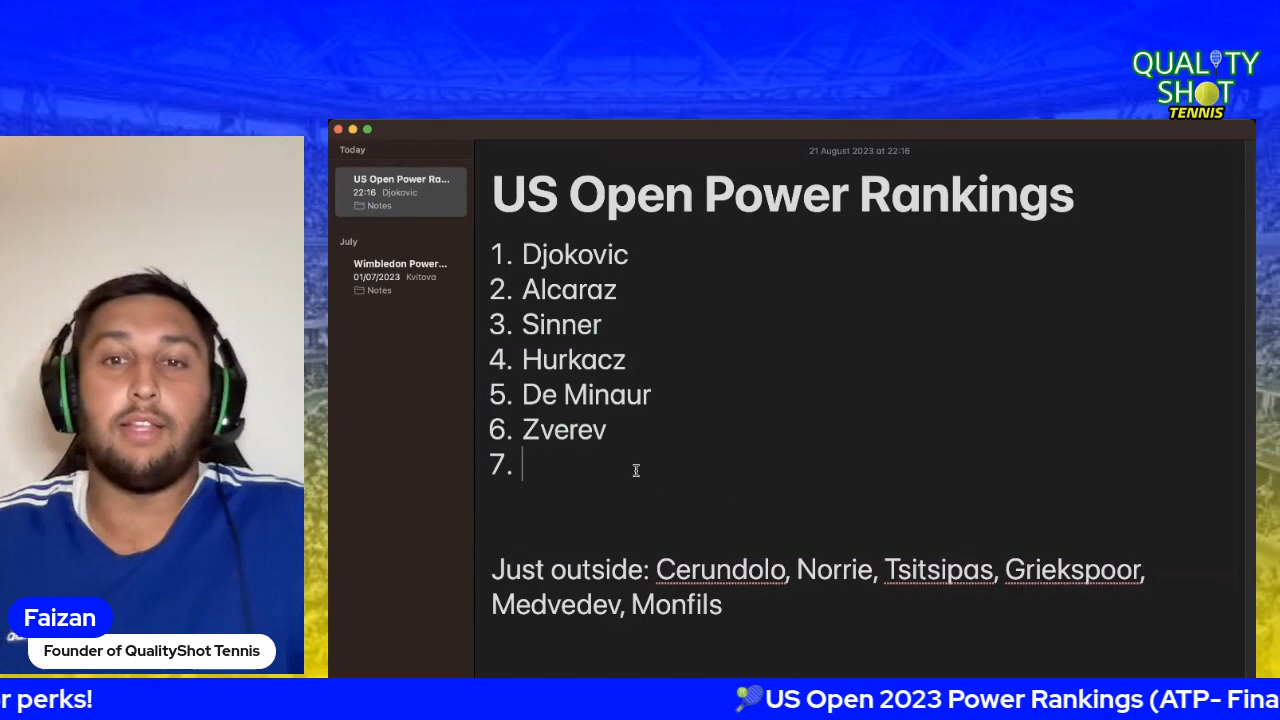 QUALITY
SHOT
TENNIS
Today
21 August 2023 at 22:16
US Open Power Ra...
22:16 Djokovic
Notes
July
Wimbledon Power...
01/07/2023 Kvitova
Notes
US Open Power Rankings
1. Djokovic
2. Alcaraz
3. Sinner
4. Hurkacz
5. De Minaur
6. Zverev
7.
Just outside: Cerundolo, Norrie, Tsitsipas, Griekspoor,
Medvedev, Monfils
Faizan
Founder of QualityShot Tennis
r perks!
US Open 2023 Power Rankings (ATP- Fina